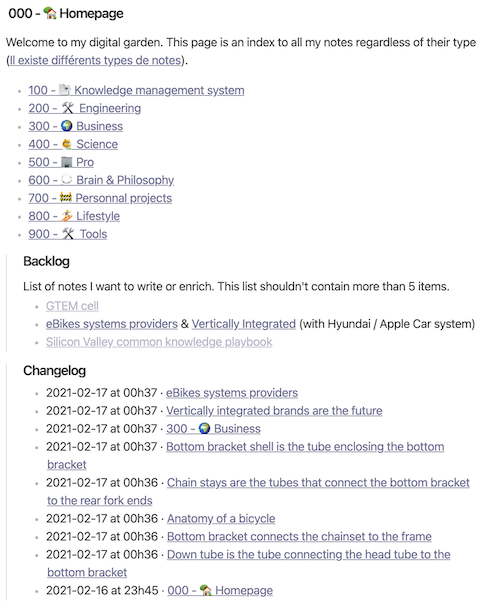 000 - 🏡 Homepage
Welcome to my digital garden. This page is an index to all my notes regardless of their type
(Il existe différents types de notes).
100 - 📑 Knowledge management system
200 - 🛠 Engineering
300 - 🌍 Business
400 - 🐠 Science
500 - 🏢 Pro
600 - 💭 Brain & Philosophy
700 - 🚧 Personnal projects
800 - 🏄 Lifestyle
900 - 🛠 Tools
Backlog
List of notes I want to write or enrich. This list shouldn't contain more than 5 items.
GTEM cell
eBikes systems providers & Vertically Integrated (with Hyundai / Apple Car system)
Silicon Valley common knowledge playbook
Changelog
2021-02-17 at 00h37 · eBikes systems providers
2021-02-17 at 00h37 · Vertically integrated brands are the future
2021-02-17 at 00h37 · 300 - 🌍 Business
2021-02-17 at 00h37 · Bottom bracket shell is the tube enclosing the bottom
bracket
2021-02-17 at 00h36 · Chain stays are the tubes that connect the bottom bracket
to the rear fork ends
2021-02-17 at 00h36 · Anatomy of a bicycle
2021-02-17 at 00h36 · Bottom bracket connects the chainset to the frame
2021-02-17 at 00h36 · Down tube is the tube connecting the head tube to the
bottom bracket
2021-02-16 at 23h45 · 000 - 🏡 Homepage